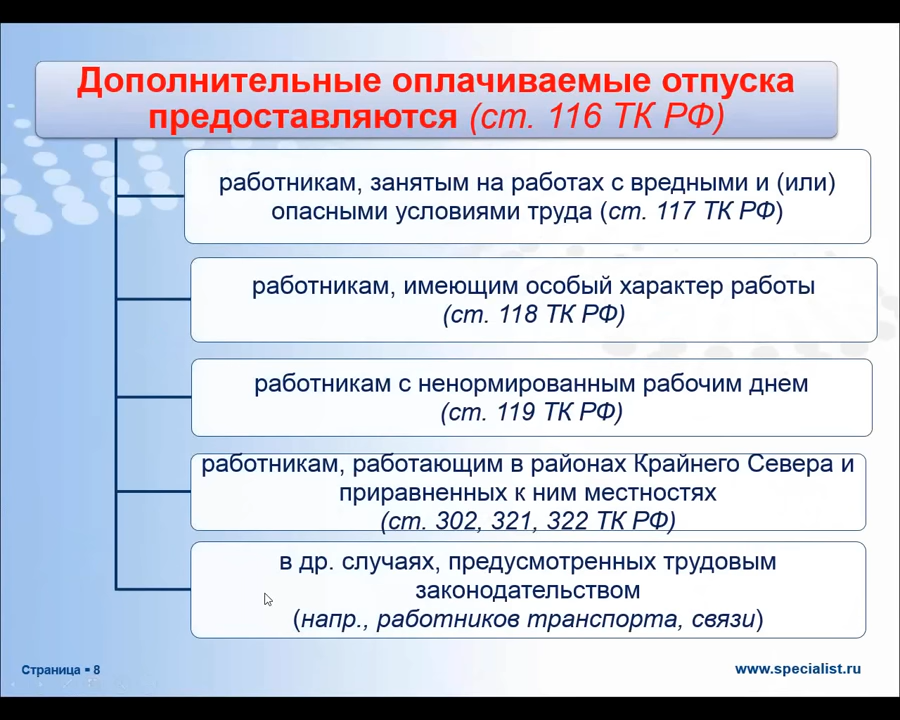 Дополнительные оплачиваемые отпуска
предоставляются (ст. 116 ТК РФ)
работникам, занятым на работах с вредными и (или)
опасными условиями труда (ст. 117 ТК РФ)
работникам, имеющим особый характер работы
(ст. 118 ТК РФ)
работникам с ненормированным рабочим днем
(ст. 119 ТК РФ)
работникам, работающим в районах Крайнего Севера и
приравненных к ним местностях
(ст. 302, 321, 322 ТК РФ)
в др. случаях, предусмотренных трудовым
законодательством
(напр., работников транспорта, связи)
Страница ▪ 8
www.specialist.ru